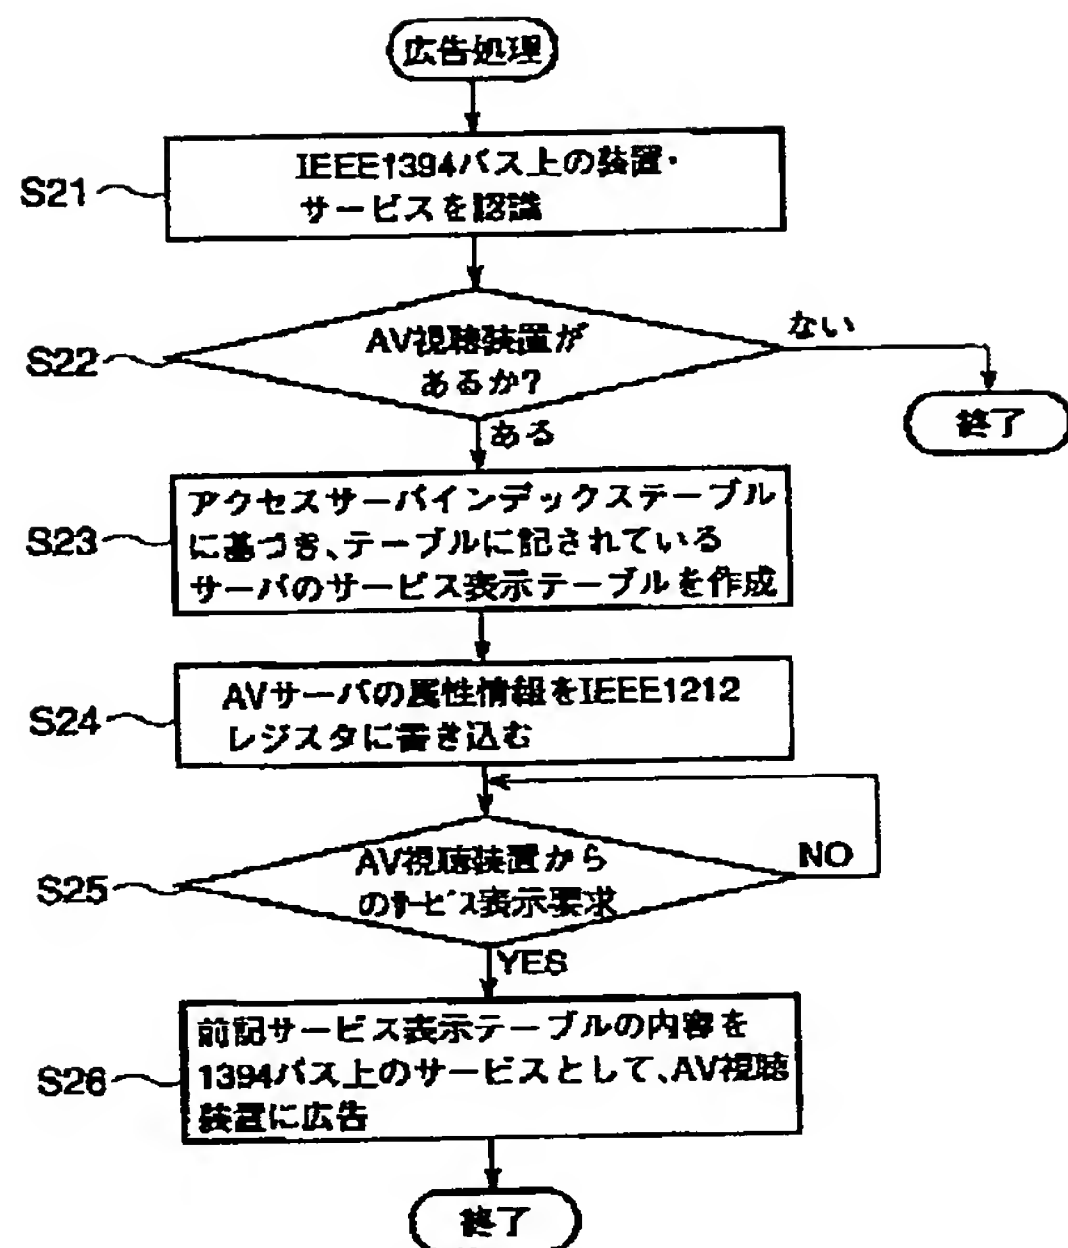 広告処理
S21
IEEE1394バス上の装置・
サービスを認識
S22
AV視聴装置が
あるか?
ない
終了
ある
S23
アクセスサーバインデックステーブル
に基づき、テーブルに記されている
サーバのサービス表示テーブルを作成
S24
AVサーバの属性情報をIEEE1212
レジスタに書き込む
S25
AV視聴装置から
のｻｰﾋﾞｽ表示要求
NO
YES
S26
前記サービス表示テーブルの内容を
1394バス上のサービスとして、AV視聴
装置に広告
終了